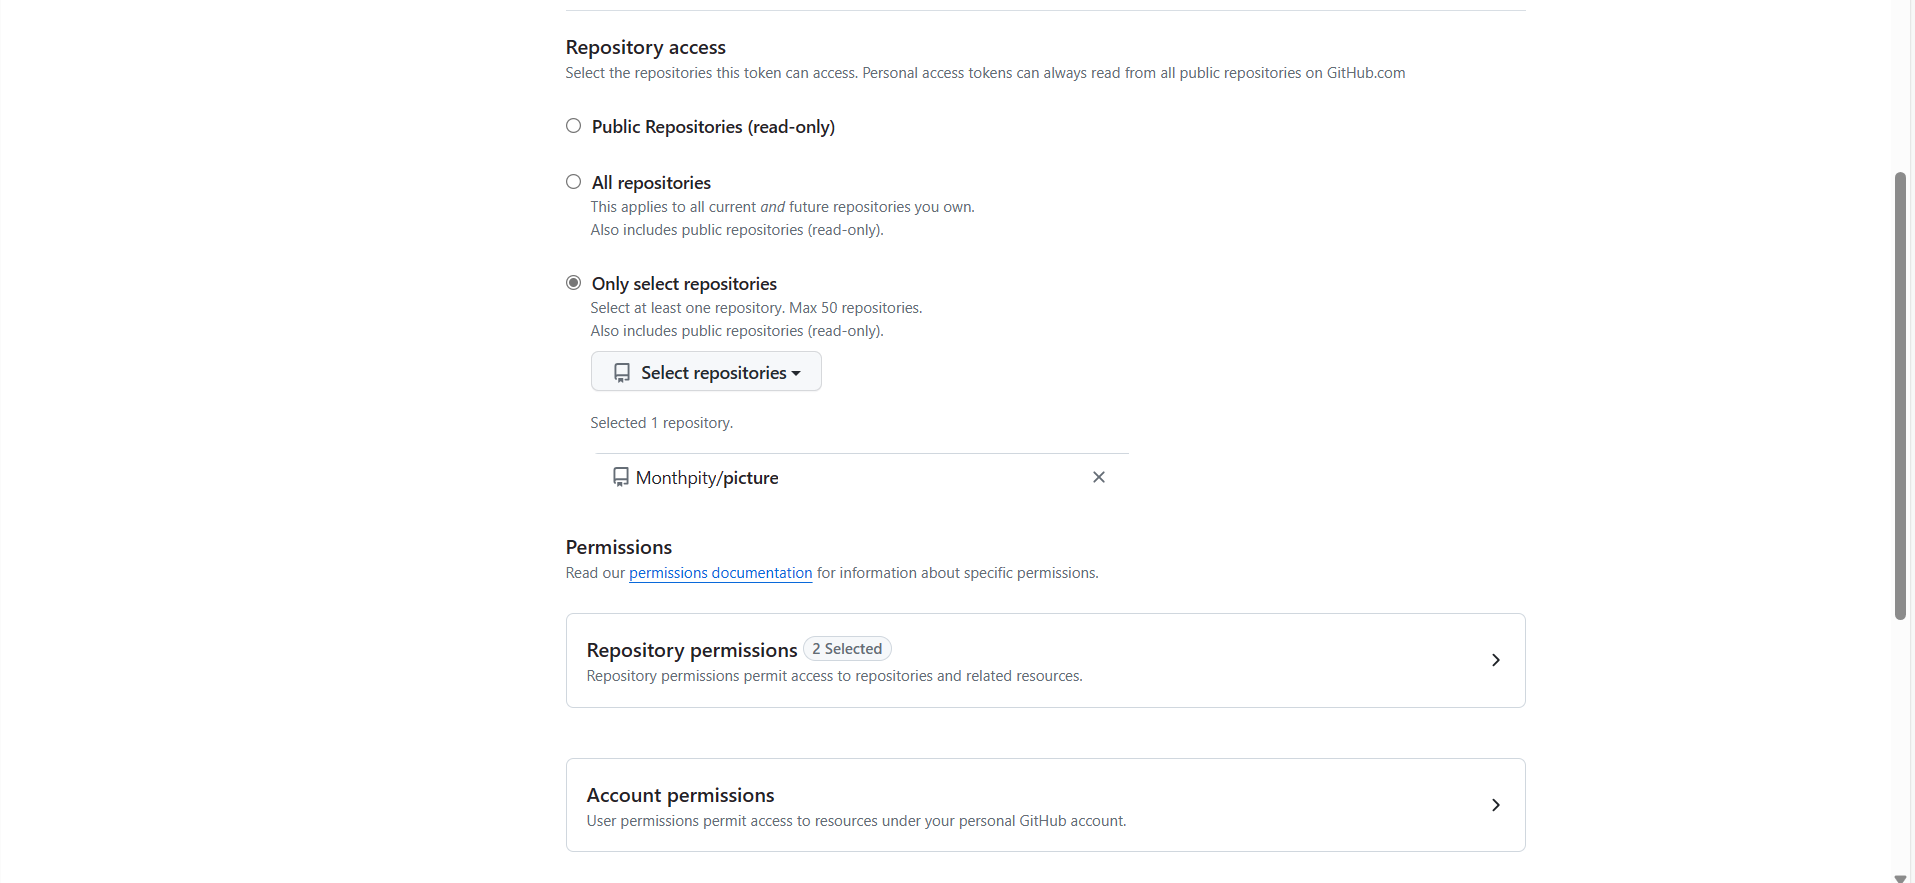 Repository access
Select the repositories this token can access. Personal access tokens can always read from all public repositories on GitHub.com
Public Repositories (read-only)
All repositories
This applies to all current and future repositories you own.
Also includes public repositories (read-only).
Only select repositories
Select at least one repository. Max 50 repositories.
Also includes public repositories (read-only).
Select repositories
Selected 1 repository.
Monthpity/picture
Permissions
Read our permissions documentation for information about specific permissions.
Repository permissions 2 Selected
Repository permissions permit access to repositories and related resources.
Account permissions
User permissions permit access to resources under your personal GitHub account.